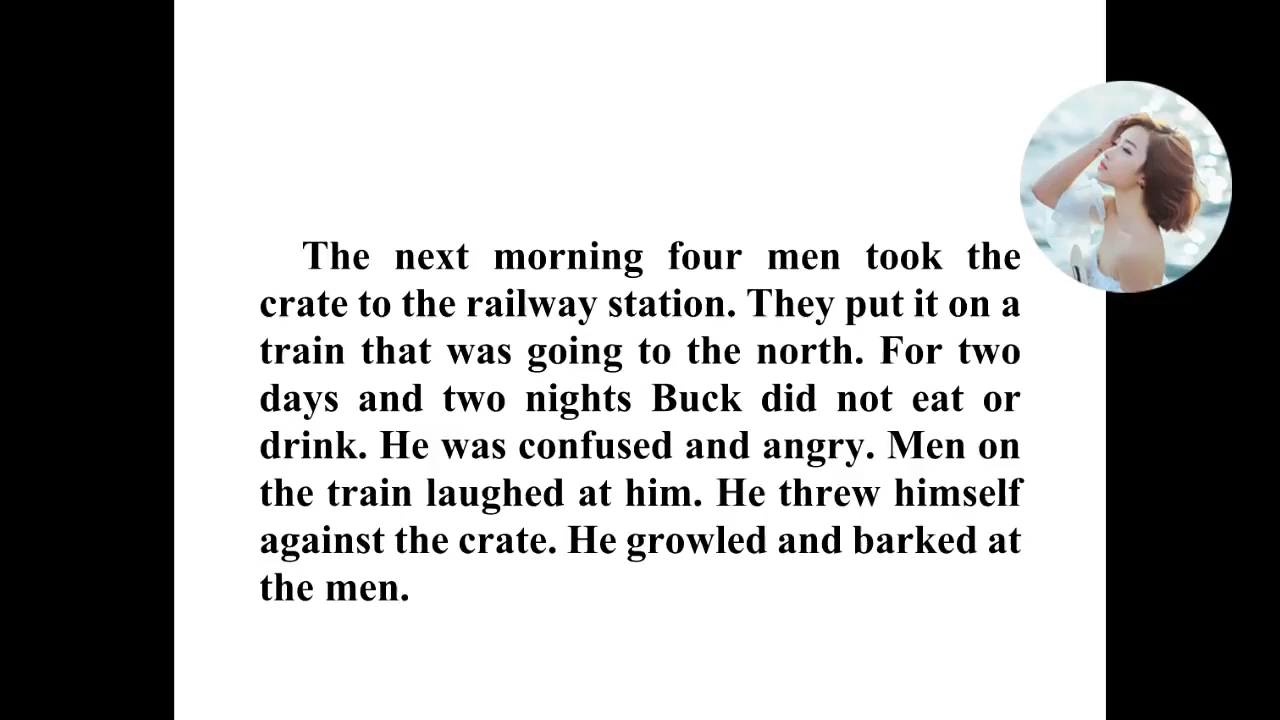 The next morning four men took the
crate to the railway station. They put it on a
train that was going to the north. For two
days and two nights Buck did not eat or
drink. He was confused and angry. Men on
the train laughed at him. He threw himself
against the crate. He growled and barked at
the men.